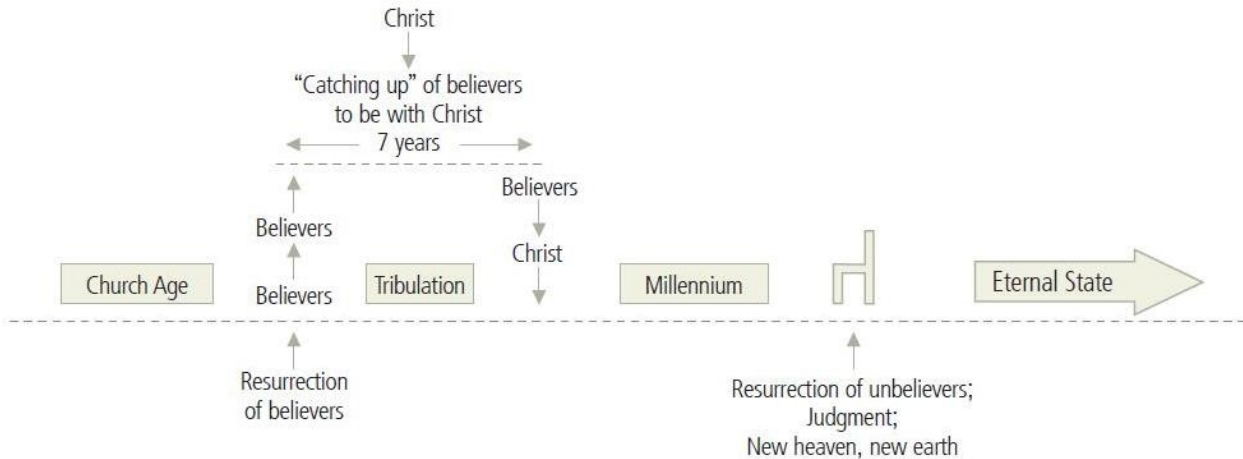 Christ
“Catching up” of believers
to be with Christ
7 years
Believers
Believers
Christ
Church Age
Believers
Tribulation
Millennium
Eternal State
Resurrection
of believers
Resurrection of unbelievers;
Judgment;
New heaven, new earth